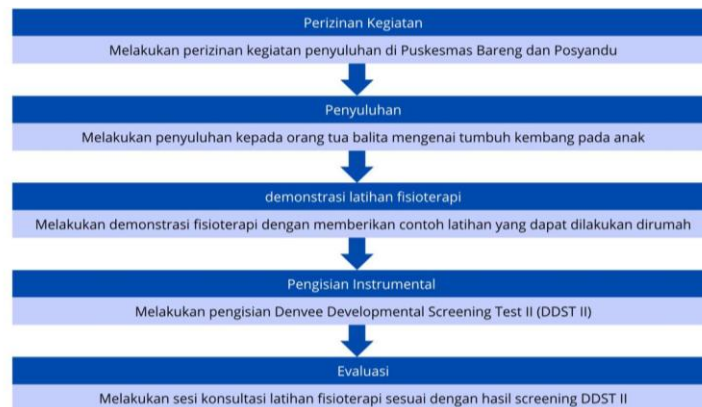 Perizinan Kegiatan
Melakukan perizinan kegiatan penyuluhan di Puskesmas Bareng dan Posyandu
Penyuluhan
Melakukan penyuluhan kepada orang tua balita mengenai tumbuh kembang pada anak
demonstrasi latihan fisioterapi
Melakukan demonstrasi fisioterapi dengan memberikan contoh latihan yang dapat dilakukan dirumah
Pengisian Instrumental
Melakukan pengisian Denvee Developmental Screening Test II (DDST II)
Evaluasi
Melakukan sesi konsultasi latihan fisioterapi sesuai dengan hasil screening DDST II